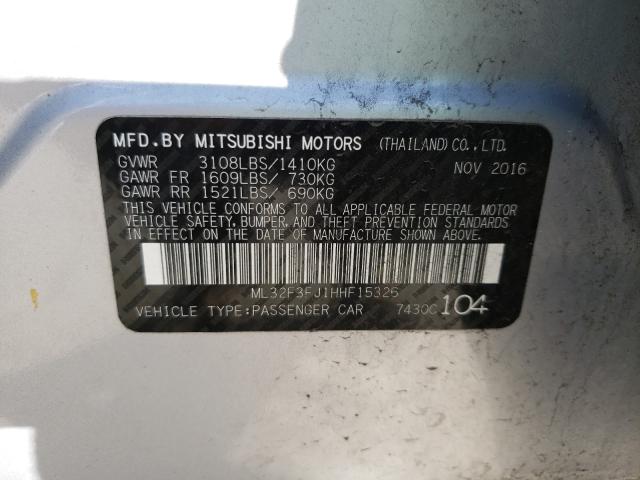 MFD.BY MITSUBISHI MOTORS (THAILAND) CO.,LTD.
GVWR 3108LBS/1410KG NOV 2016
GAWR FR 1609LBS/ 730KG
GAWR RR 1521LBS/ 690KG
THIS VEHICLE CONFORMS TO ALL APPLICABLE FEDERAL MOTOR
VEHICLE SAFETY, BUMPER, AND THEFT PREVENTION STANDARDS
IN EFFECT ON THE DATE OF MANUFACTURE SHOWN ABOVE.
ML32F3FJ1HHF15326
VEHICLE TYPE:PASSENGER CAR 7430C 104